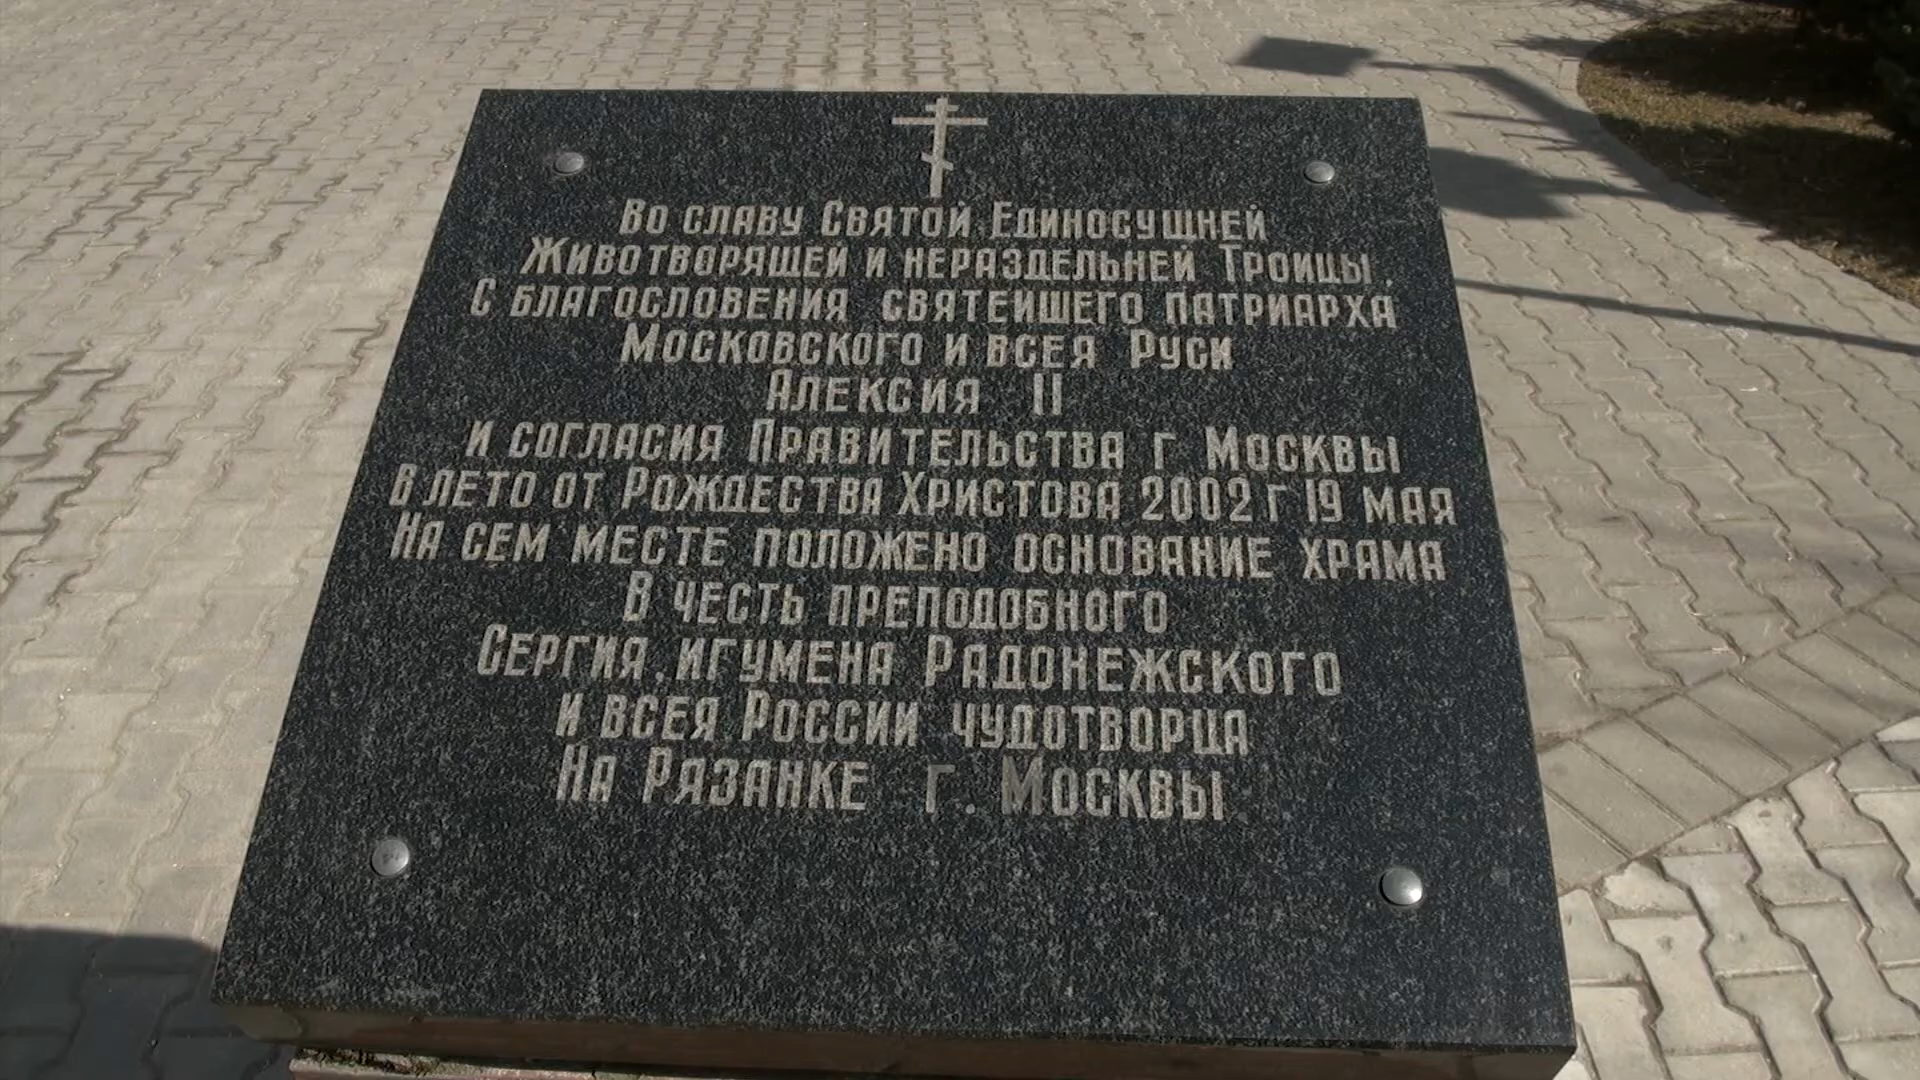 Во славу Святой Единосущней
Животворящей и нераздельней Троицы,
С благословения святейшего патриарха
Московского и всея Руси
Алексия II
и согласия Правительства г Москвы
в лето от Рождества Христова 2002 г 19 мая
На сем месте положено основание храма
В честь преподобного
Сергия, игумена Радонежского
и всея России чудотворца
На Рязанке г. Москвы